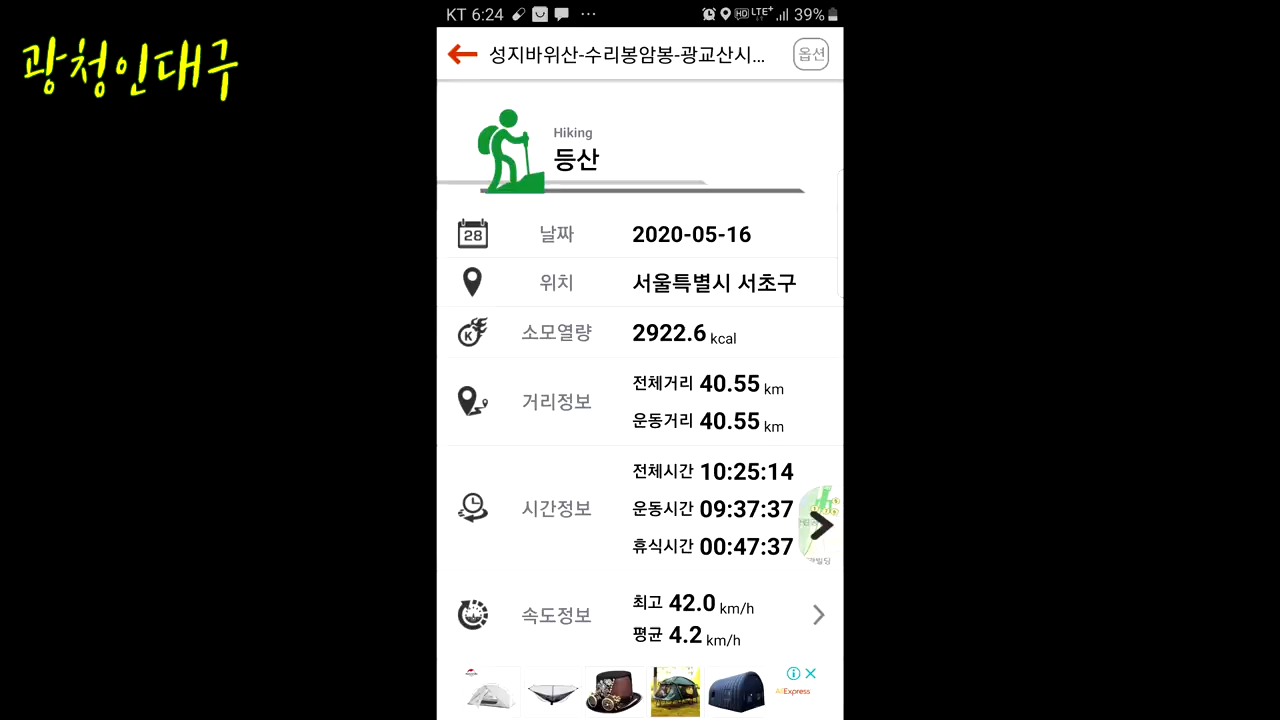 광청인대구
KT 6:24 HD LTE+ 39%
성지바위산-수리봉암봉-광교산시... 옵션
Hiking
등산
28 날짜 2020-05-16
위치 서울특별시 서초구
K 소모열량 2922.6 kcal
거리정보 전체거리 40.55 km
운동거리 40.55 km
시간정보 전체시간 10:25:14
운동시간 09:37:37
휴식시간 00:47:37
속도정보 최고 42.0 km/h
평균 4.2 km/h
AliExpress